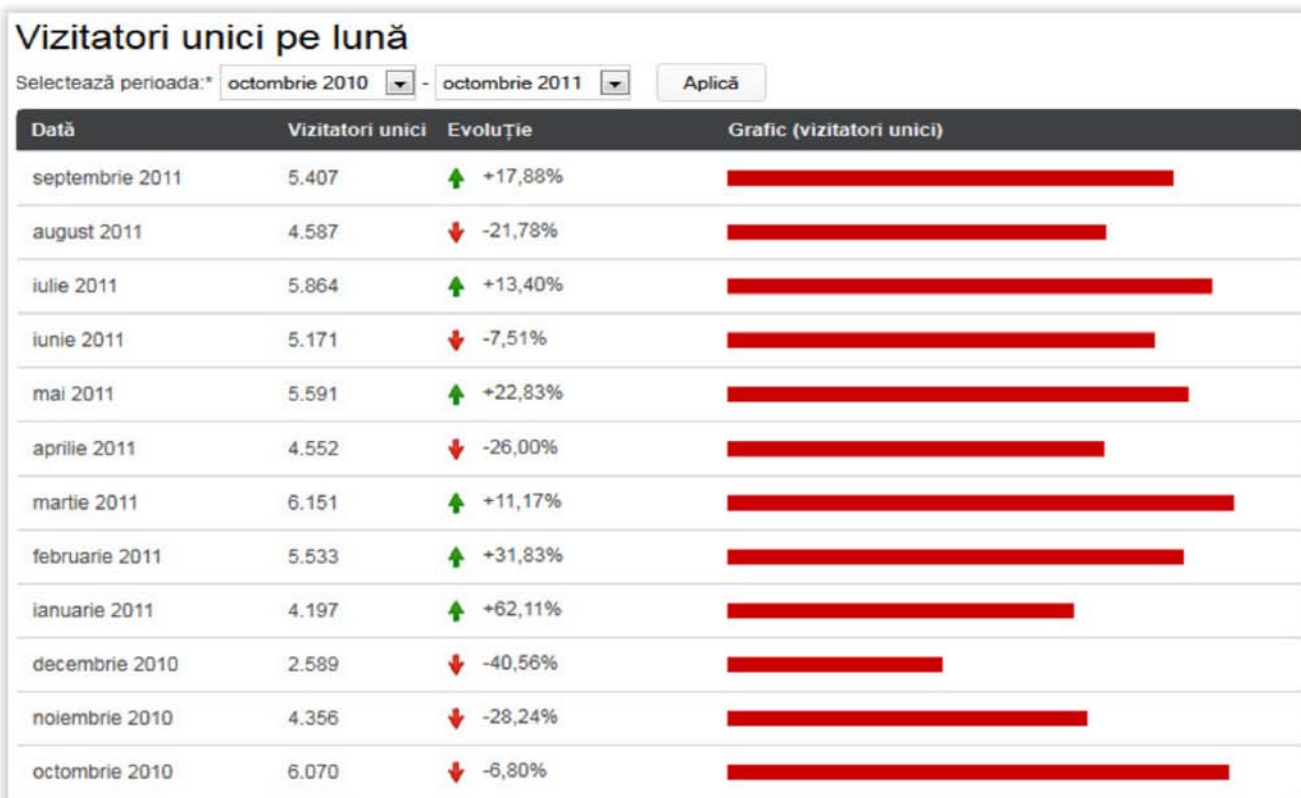 Vizitatori unici pe lună
Selectează perioada:* octombrie 2010 - octombrie 2011 Aplică
Dată Vizitatori unici Evoluție Grafic (vizitatori unici)
septembrie 2011 5.407 +17,88%
august 2011 4.587 -21,78%
iulie 2011 5.864 +13,40%
iunie 2011 5.171 -7,51%
mai 2011 5.591 +22,83%
aprilie 2011 4.552 -26,00%
martie 2011 6.151 +11,17%
februarie 2011 5.533 +31,83%
ianuarie 2011 4.197 +62,11%
decembrie 2010 2.589 -40,56%
noiembrie 2010 4.356 -28,24%
octombrie 2010 6.070 -6,80%